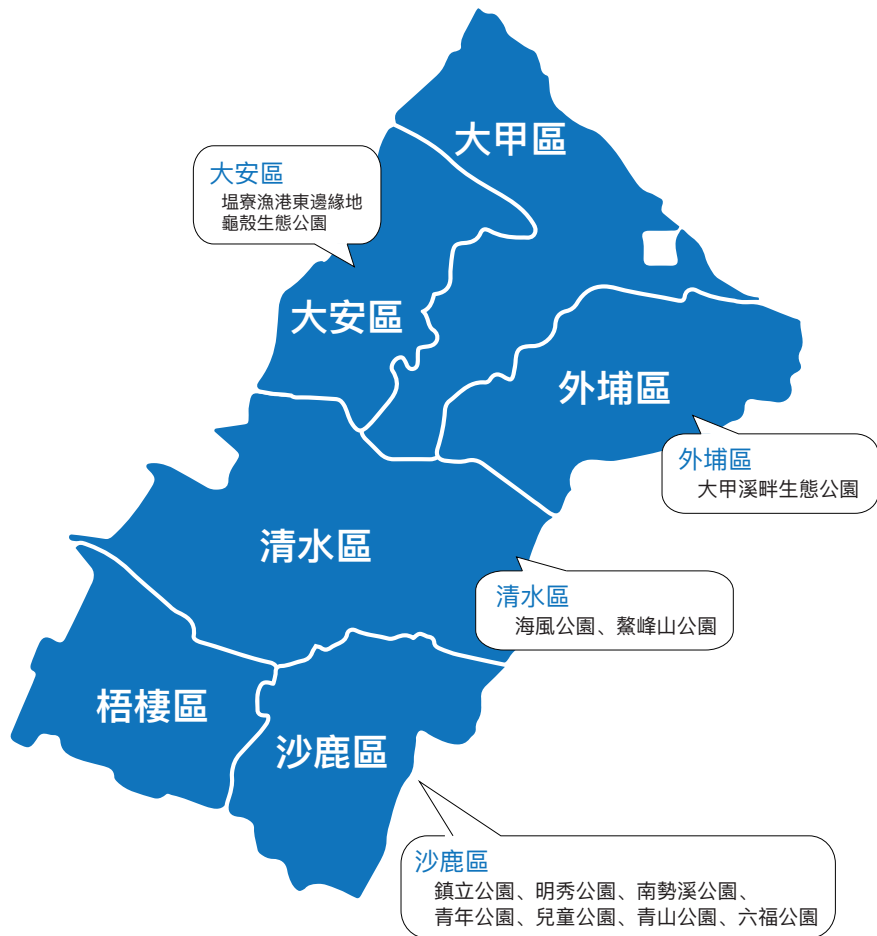 大甲區
大安區
塭寮漁港東邊緣地
龜殼生態公園
大安區
外埔區
外埔區
大甲溪畔生態公園
清水區
清水區
海風公園、鰲峰山公園
梧棲區
沙鹿區
沙鹿區
鎮立公園、明秀公園、南勢溪公園、
青年公園、兒童公園、青山公園、六福公園